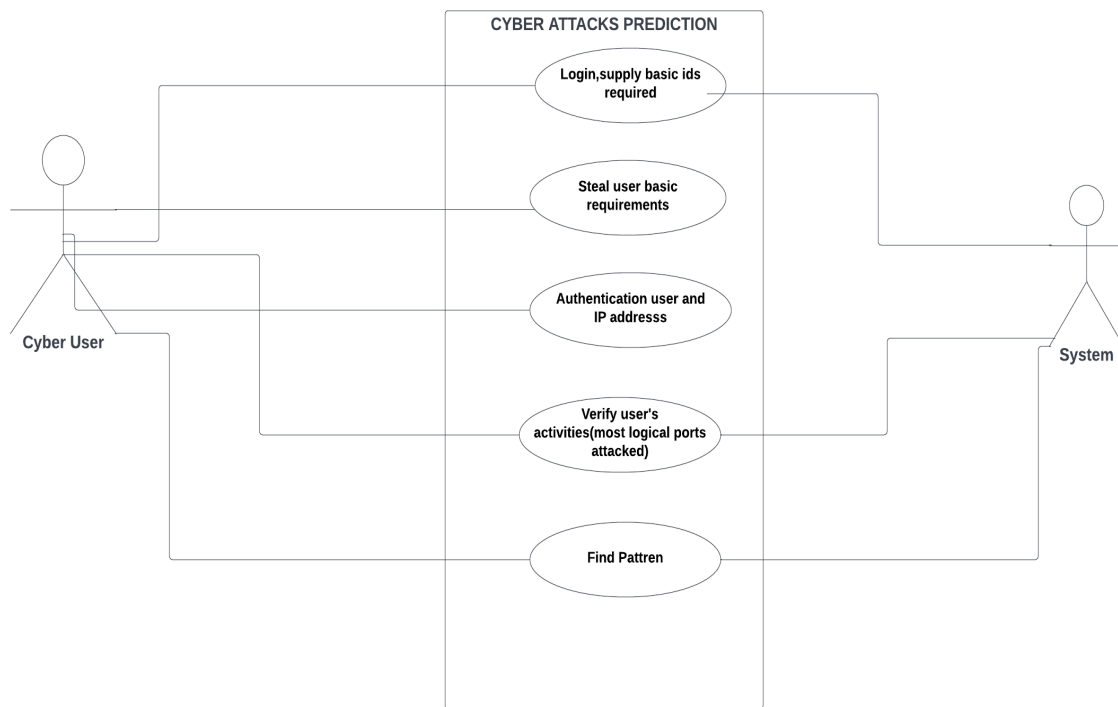 CYBER ATTACKS PREDICTION
Login,supply basic ids
required
Steal user basic
requirements
Authentication user and
IP addresss
Cyber User
System
Verify user's
activities(most logical ports
attacked)
Find Pattren